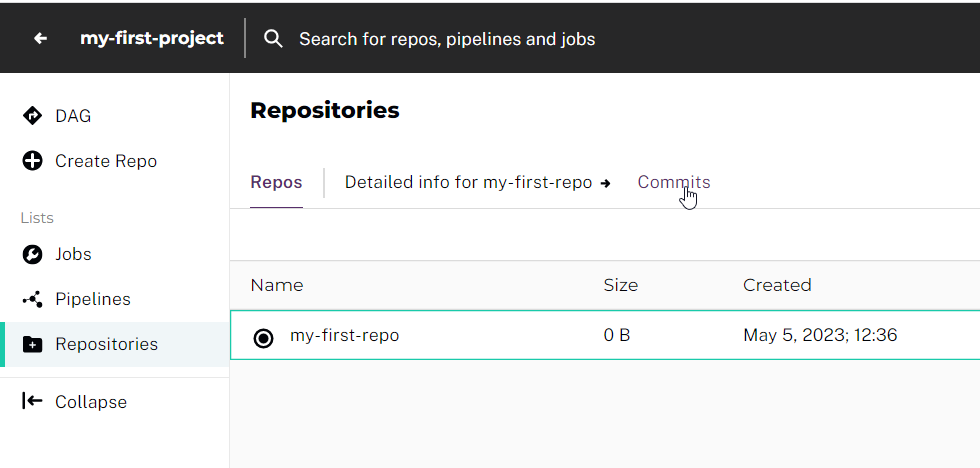 my-first-project Search for repos, pipelines and jobs
DAG
Create Repo
Lists
Jobs
Pipelines
Repositories
Collapse
Repositories
Repos Detailed info for my-first-repo Commits
Name Size Created
my-first-repo 0 B May 5, 2023; 12:36